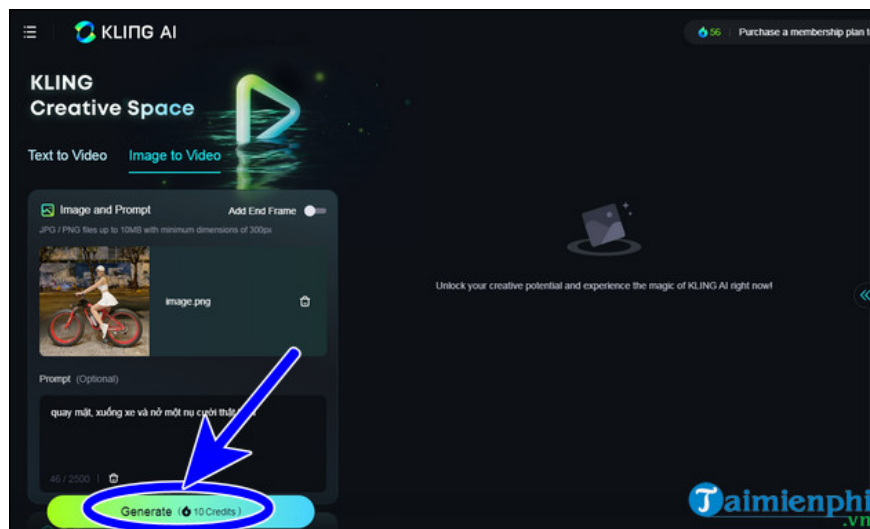 KLING AI
56 | Purchase a membership plan
KLING
Creative Space
Text to Video Image to Video
Image and Prompt Add End Frame
JPG / PNG files up to 10MB with minimum dimensions of 300px
image.png
Unlock your creative potential and experience the magic of KLING AI right now!
Prompt (Optional)
quay mặt, xuống xe và nở một nụ cười thật
46 / 2500 |
Generate ( 10 Credits )
Taimienphi
.vn